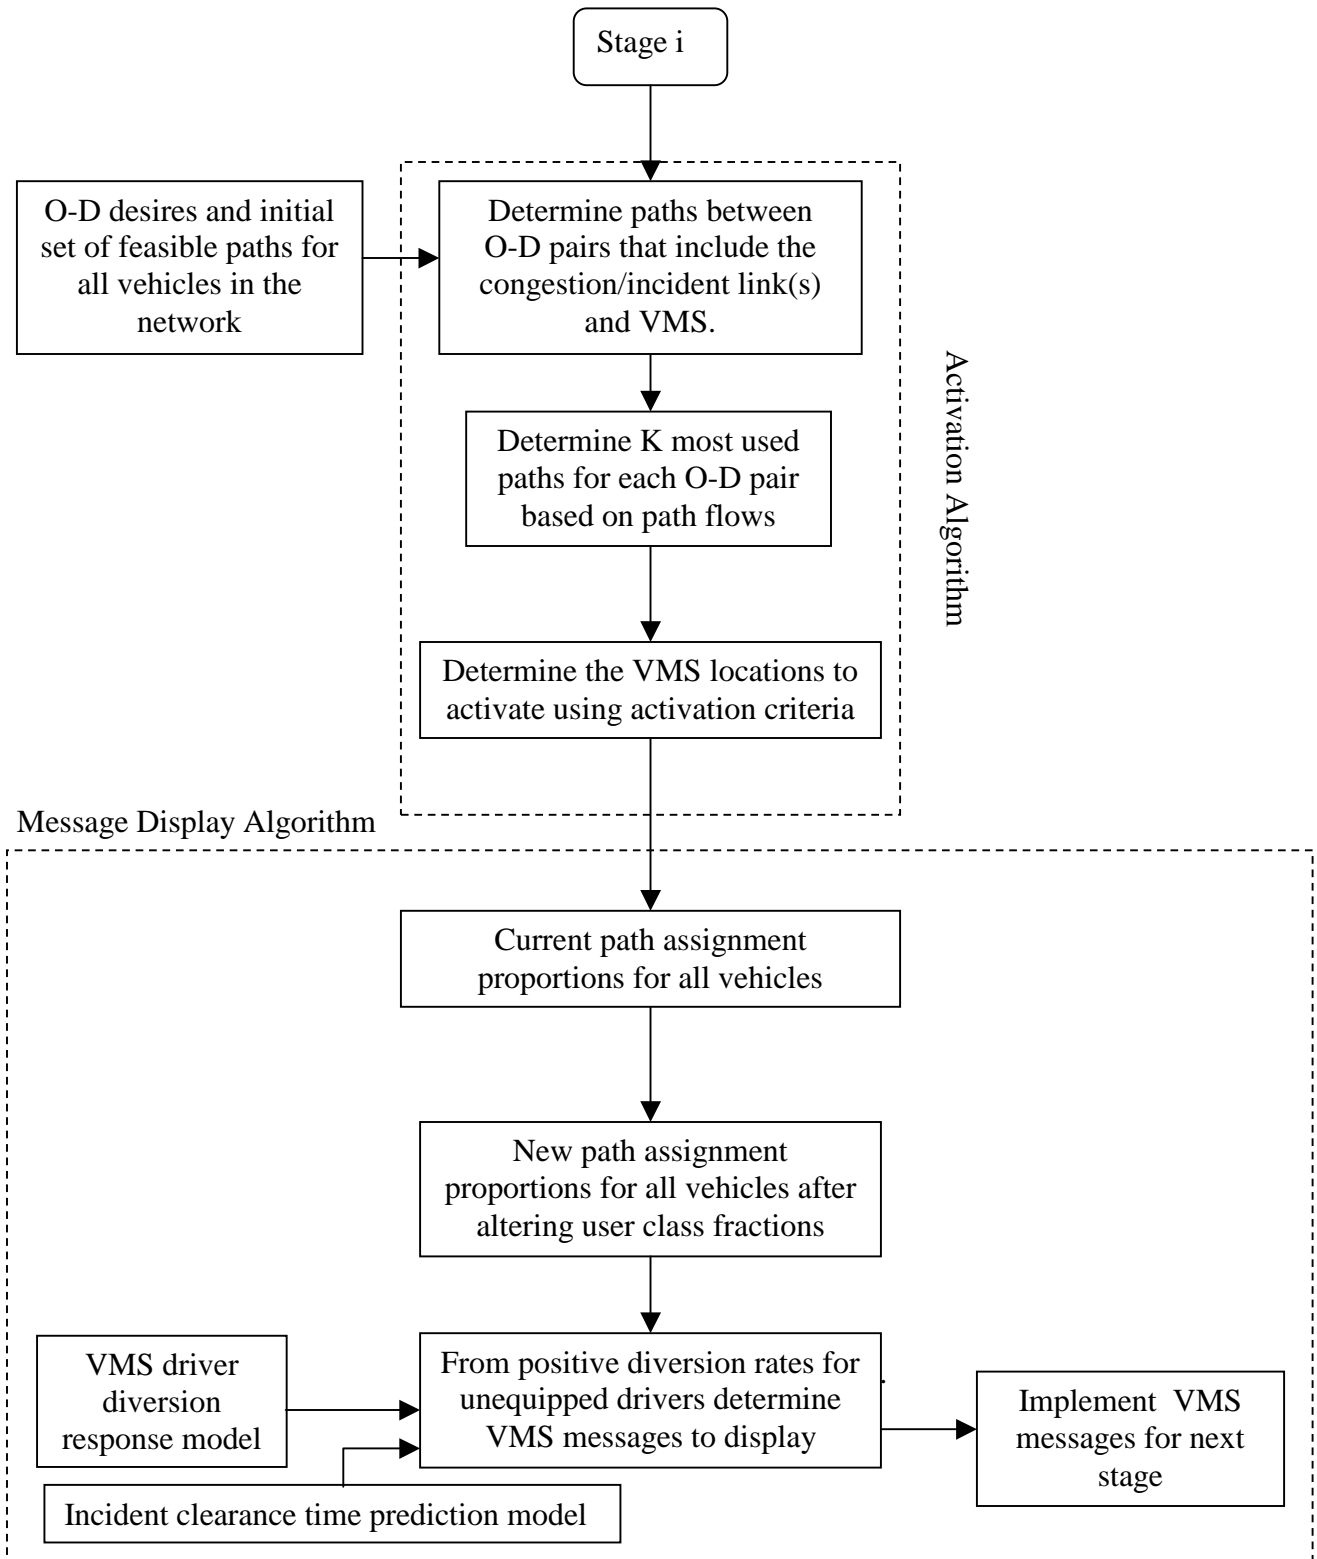 Stage i
O-D desires and initial
set of feasible paths for
all vehicles in the
network
Determine paths between
O-D pairs that include the
congestion/incident link(s)
and VMS.
Determine K most used
paths for each O-D pair
based on path flows
Determine the VMS locations to
activate using activation criteria
Activation Algorithm
Message Display Algorithm
Current path assignment
proportions for all vehicles
New path assignment
proportions for all vehicles after
altering user class fractions
VMS driver
diversion
response model
From positive diversion rates for
unequipped drivers determine
VMS messages to display
.
Implement VMS
messages for next
stage
Incident clearance time prediction model